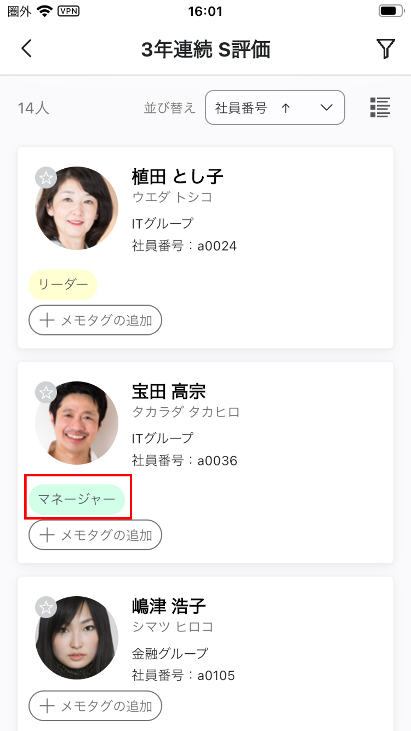 圏外 VPN 16:01
3年連続 S評価
14人 並び替え 社員番号 ↑
植田 とし子
ウエダ トシコ
ITグループ
社員番号：a0024
リーダー
＋ メモタグの追加
宝田 高宗
タカラダ タカヒロ
ITグループ
社員番号：a0036
マネージャー
＋ メモタグの追加
嶋津 浩子
シマツ ヒロコ
金融グループ
社員番号：a0105
＋ メモタグの追加